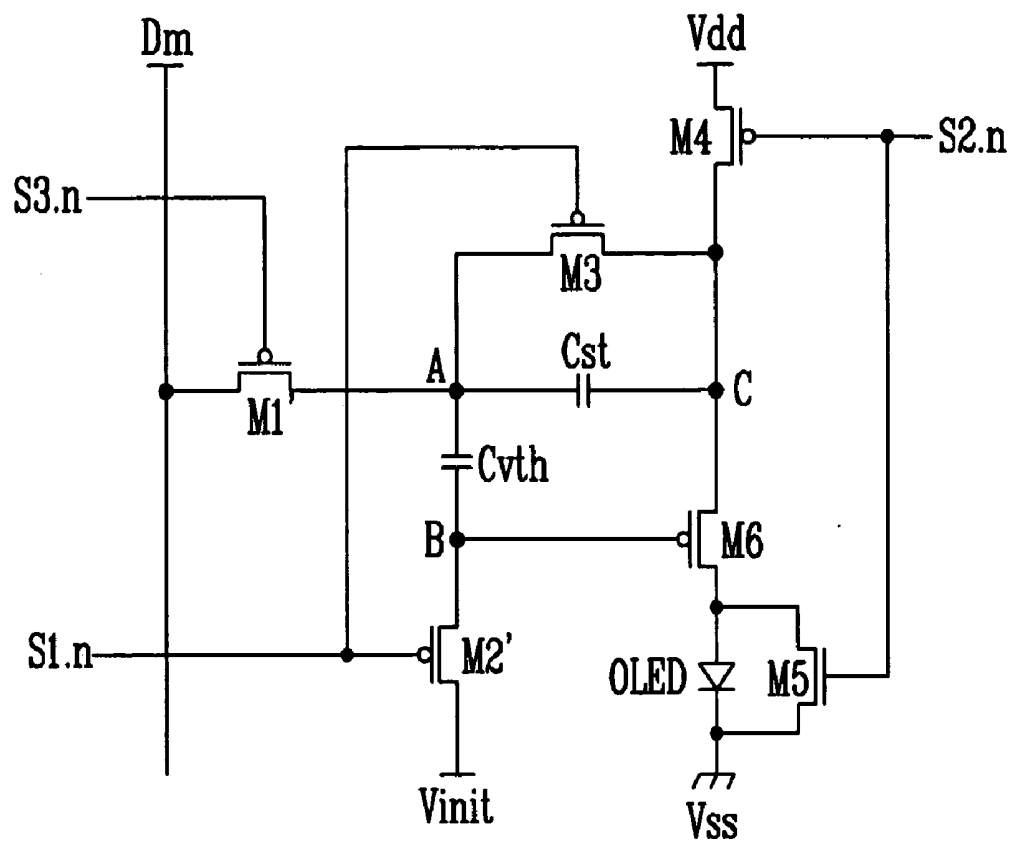 Dm
Vdd
M4
S2.n
S3.n
M3
A
Cst
C
M1
Cvth
B
M6
S1.n
M2'
OLED
M5
Vinit
Vss